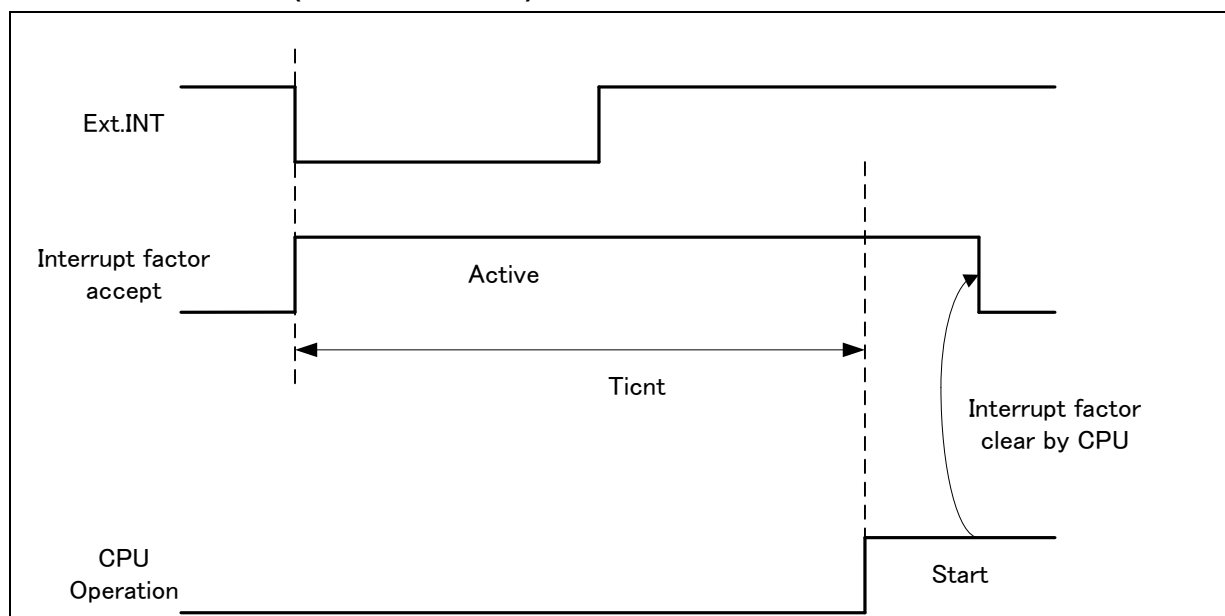 Ext.INT
Interrupt factor
accept
Active
Ticnt
Interrupt factor
clear by CPU
CPU
Operation
Start